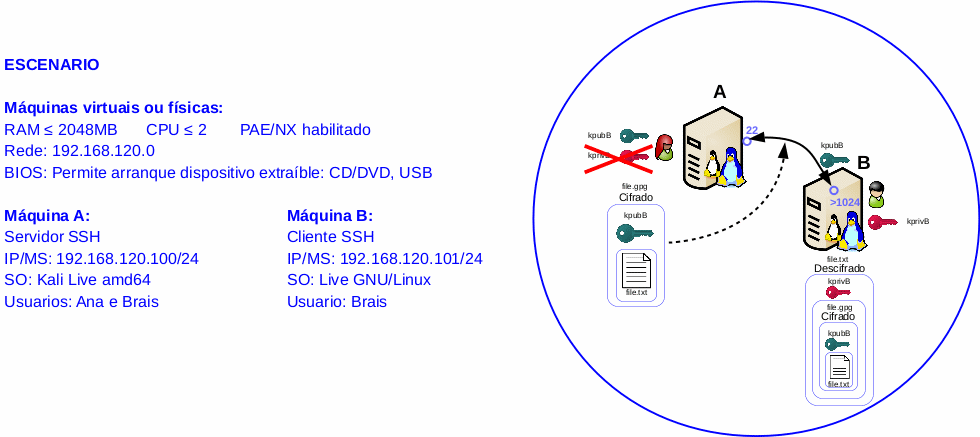 ESCENARIO
Máquinas virtuais ou físicas:
RAM ≤ 2048MB CPU ≤ 2 PAE/NX habilitado
Rede: 192.168.120.0
BIOS: Permite arranque dispositivo extraíble: CD/DVD, USB
Máquina A:
Servidor SSH
IP/MS: 192.168.120.100/24
SO: Kali Live amd64
Usuarios: Ana e Brais
Máquina B:
Cliente SSH
IP/MS: 192.168.120.101/24
SO: Live GNU/Linux
Usuario: Brais
A
22
kpubB
file.gpg
Cifrado
kpubB
file.txt
kpubB
B
>1024
kprivB
file.txt
Descifrado
kprivB
file.gpg
Cifrado
kpubB
file.txt